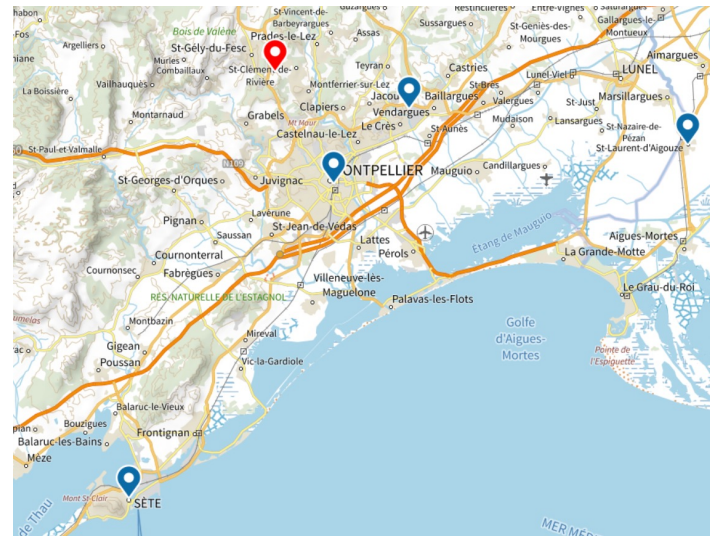 habon
St-Vincent-de-
Barbeyrargues
Guzargues
Restinclières
Entre-Vignes
Saturargues
Bois de Valène
Prades-le-Lez
Assas
Sussargues
St-Geniès-des-
Mourgues
Gallargues-le-
Montueux
Fos
Argelliers
St-Gély-du-Fesc
Murles
Combaillaux
St-Clément-de-
Rivière
Teyran
Castries
Aimargues
Lunel-Viel
LUNEL
La Boissière
Vailhauquès
Montferrier-sur-Lez
Jacou
St-Bres
Baillargues
Valergues
St-Just
Marsillargues
Montarnaud
Grabels
Clapiers
Vendargues
Le Crès
Mudaison
Lansargues
Mt Maur
Castelnau-le-Lez
St-Aunès
St-Nazaire-de-
Pézan
St-Laurent-d'Aigouze
St-Paul-et-Valmalle
N109
MONTPELLIER
Mauguio
Candillargues
St-Georges-d'Orques
Juvignac
Pignan
Lavérune
Saussan
St-Jean-de-Védas
Lattes
Pérols
Étang de Mauguio
Aigues-Mortes
La Grande-Motte
Cournonterral
Cournonsec
Fabrègues
Villeneuve-lès-
Maguelone
Le Grau-du-Roi
RÉS. NATURELLE DE L'ESTAGNOL
Palavas-les-Flots
Montbazin
Mireval
Golfe
d'Aigues-
Mortes
Gigean
Poussan
Vic-la-Gardiole
Pointe de
l'Espiguette
Balaruc-le-Vieux
Bouzigues
Frontignan
Balaruc-les-Bains
Mèze
Mont St Clair
SÈTE
de Thau
MER MÉ